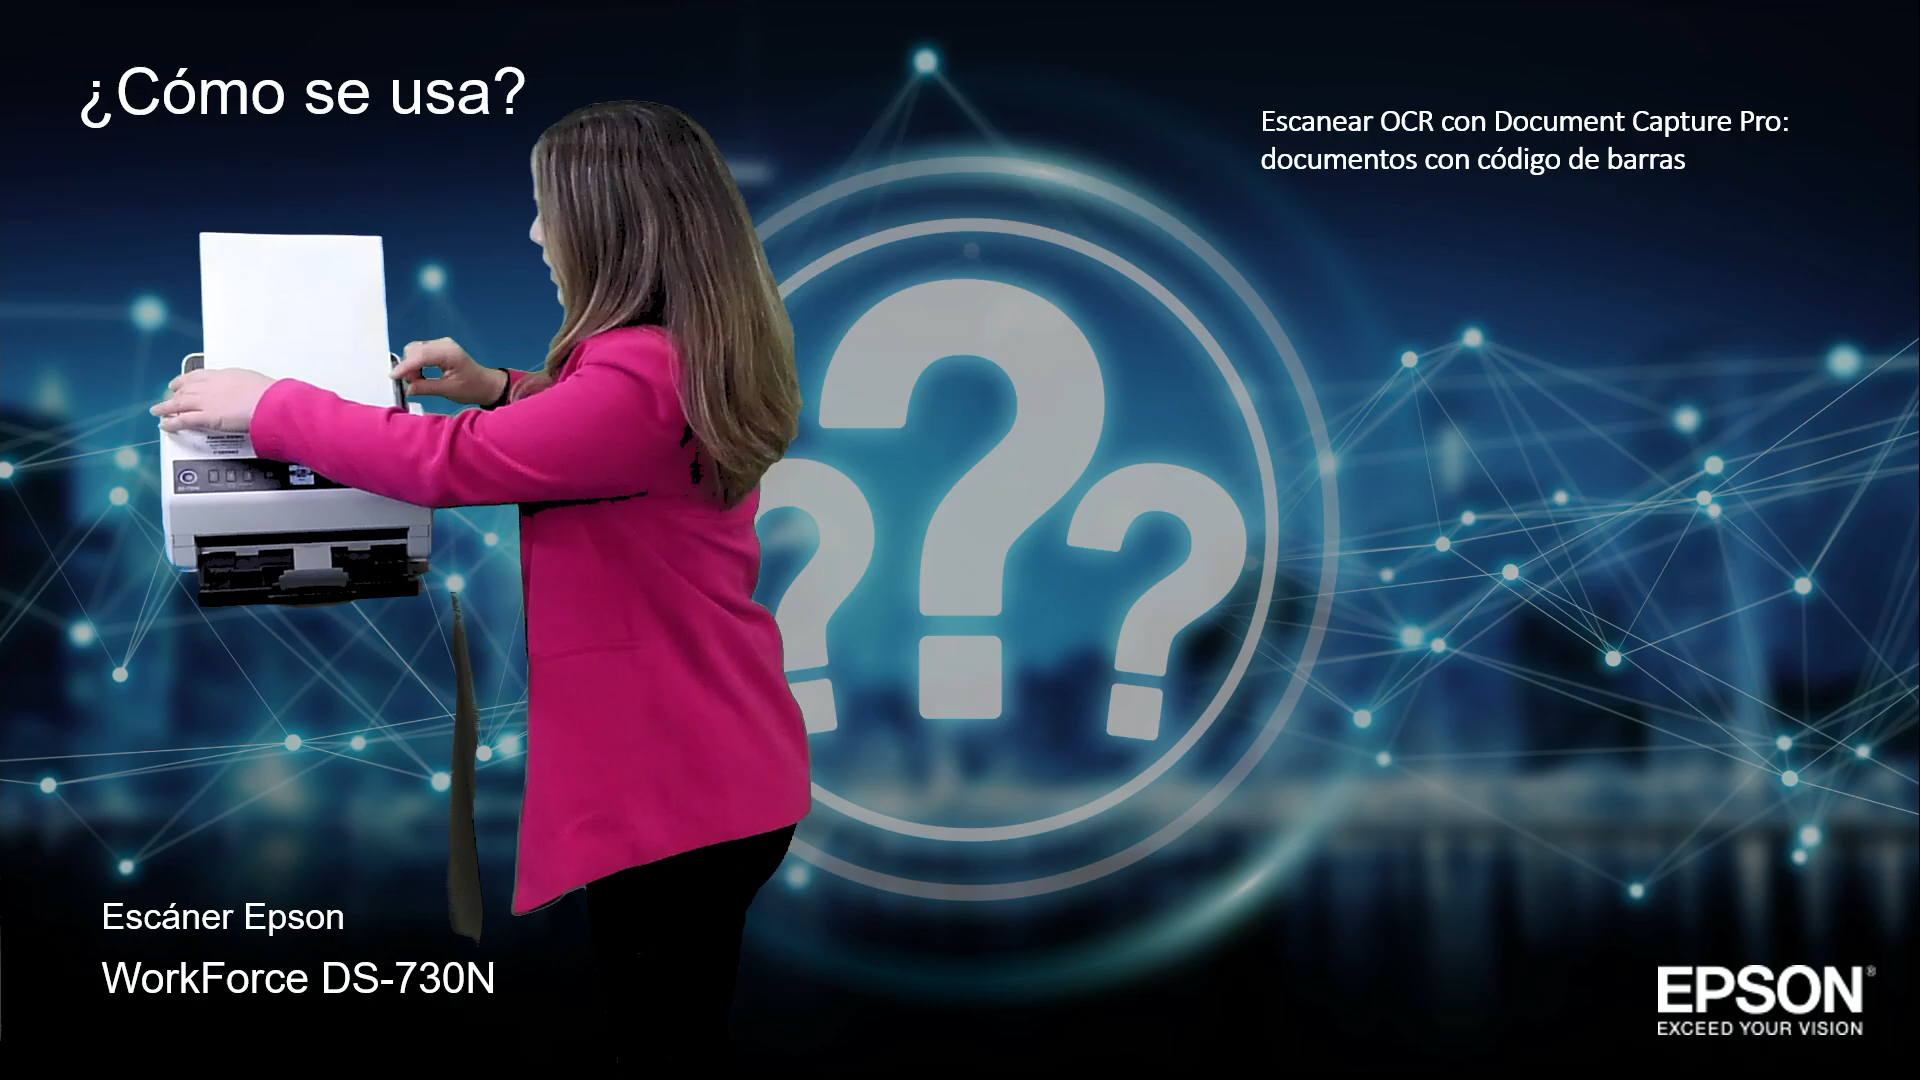 ¿Cómo se usa?
Escanear OCR con Document Capture Pro:
documentos con código de barras
Escáner Epson
WorkForce DS-730N
EPSON®
EXCEED YOUR VISION